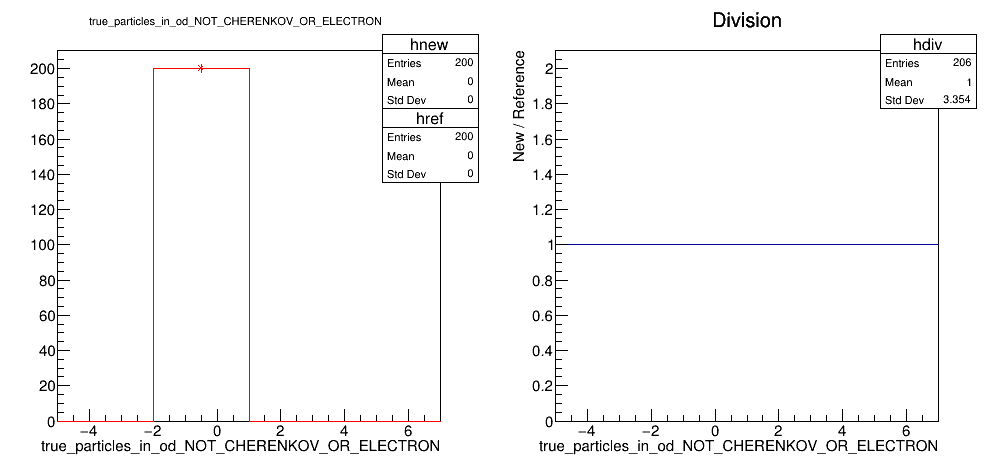 true_particles_in_od_NOT_CHERENKOV_OR_ELECTRON
hnew
Entries 200
Mean 0
Std Dev 0
href
Entries 200
Mean 0
Std Dev 0
200
180
160
140
120
100
80
60
40
20
0
−4 −2 0 2 4 6
true_particles_in_od_NOT_CHERENKOV_OR_ELECTRON
Division
hdiv
Entries 206
Mean 1
Std Dev 3.354
New / Reference
2
1.8
1.6
1.4
1.2
1
0.8
0.6
0.4
0.2
0
−4 −2 0 2 4 6
true_particles_in_od_NOT_CHERENKOV_OR_ELECTRON